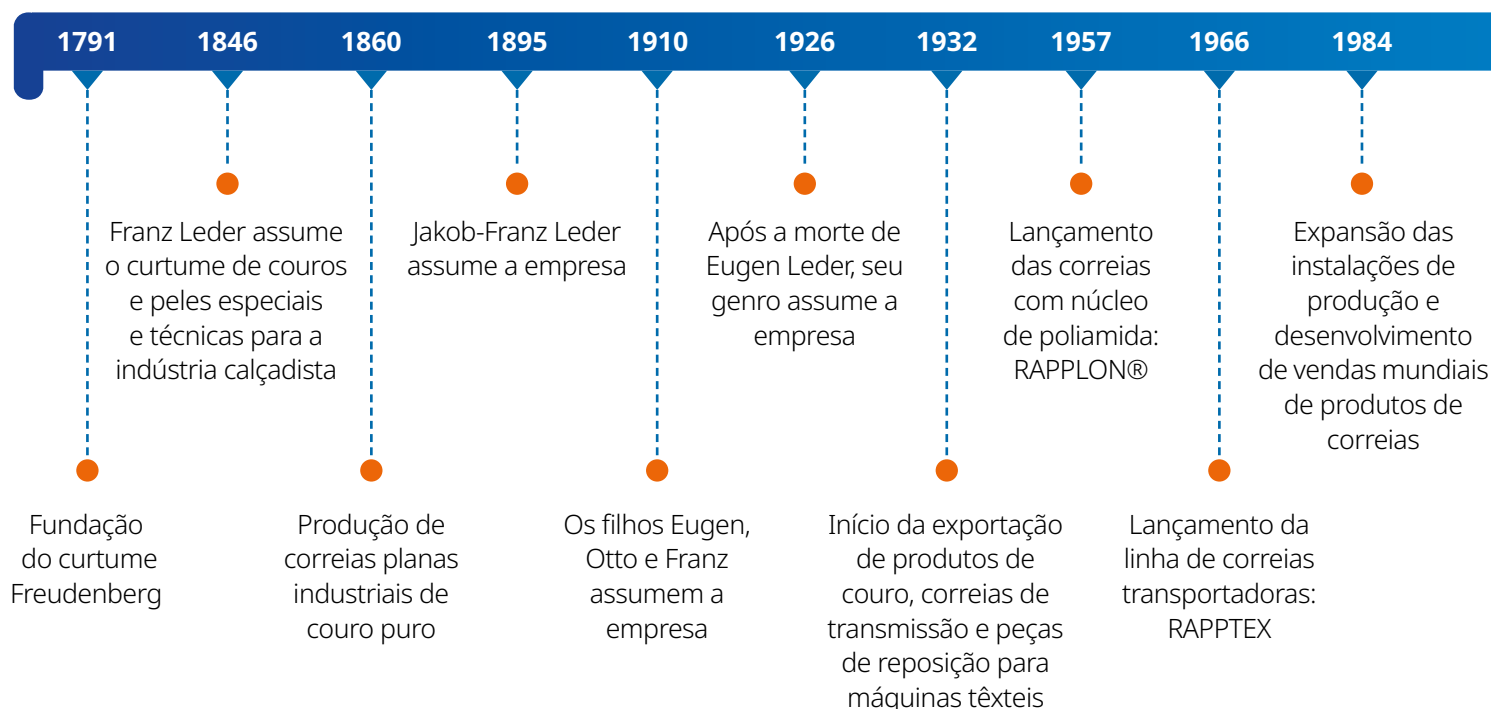 1791
1846
1860
1895
1910
1926
1932
1957
1966
1984
Fundação
do curtume
Freudenberg
Franz Leder assume
o curtume de couros
e peles especiais
e técnicas para a
indústria calçadista
Produção de
correias planas
industriais de
couro puro
Jakob-Franz Leder
assume a empresa
Os filhos Eugen,
Otto e Franz
assumem a
empresa
Após a morte de
Eugen Leder, seu
genro assume a
empresa
Início da exportação
de produtos de
couro, correias de
transmissão e peças
de reposição para
máquinas têxteis
Lançamento
das correias
com núcleo
de poliamida:
RAPPLON®
Lançamento da
linha de correias
transportadoras:
RAPPTEX
Expansão das
instalações de
produção e
desenvolvimento
de vendas mundiais
de produtos de
correias